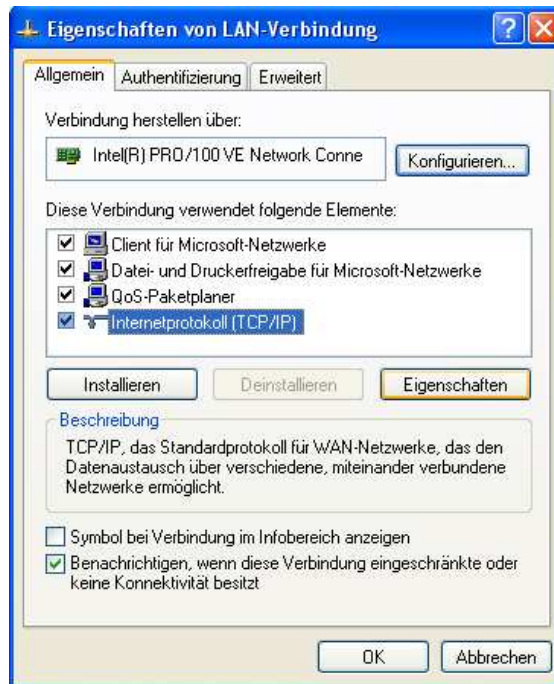 Eigenschaften von LAN-Verbindung
Allgemein Authentifizierung Erweitert
Verbindung herstellen über:
Intel(R) PRO/100 VE Network Conne
Konfigurieren...
Diese Verbindung verwendet folgende Elemente:
Client für Microsoft-Netzwerke
Datei- und Druckerfreigabe für Microsoft-Netzwerke
QoS-Paketplaner
Internetprotokoll (TCP/IP)
Installieren Deinstallieren Eigenschaften
Beschreibung
TCP/IP, das Standardprotokoll für WAN-Netzwerke, das den
Datenaustausch über verschiedene, miteinander verbundene
Netzwerke ermöglicht.
Symbol bei Verbindung im Infobereich anzeigen
Benachrichtigen, wenn diese Verbindung eingeschränkte oder
keine Konnektivität besitzt
OK Abbrechen